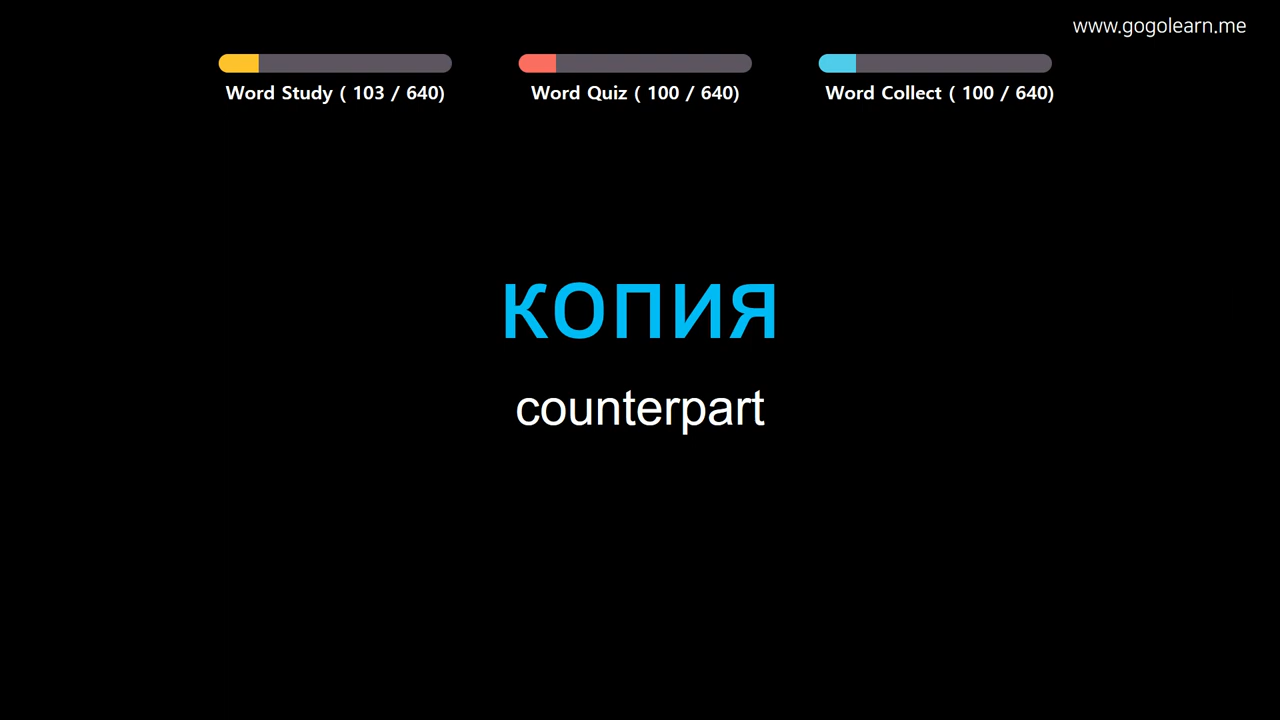 www.gogolearn.me
Word Study ( 103 / 640)
Word Quiz ( 100 / 640)
Word Collect ( 100 / 640)
копия
counterpart